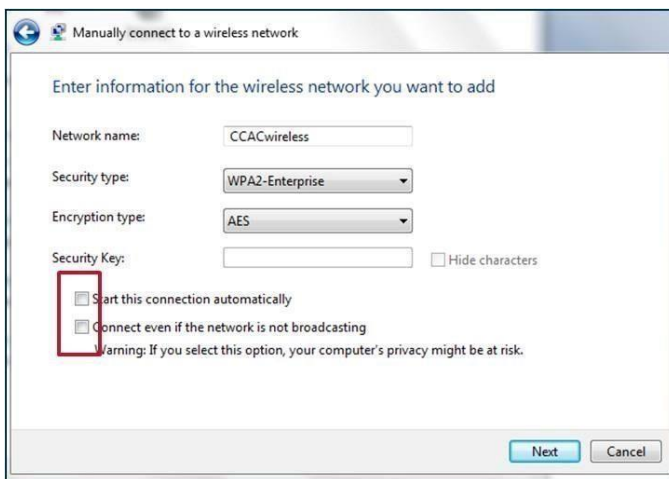 Manually connect to a wireless network
Enter information for the wireless network you want to add
Network name: CCACwireless
Security type: WPA2-Enterprise
Encryption type: AES
Security Key: Hide characters
Start this connection automatically
Connect even if the network is not broadcasting
Warning: If you select this option, your computer's privacy might be at risk.
Next Cancel